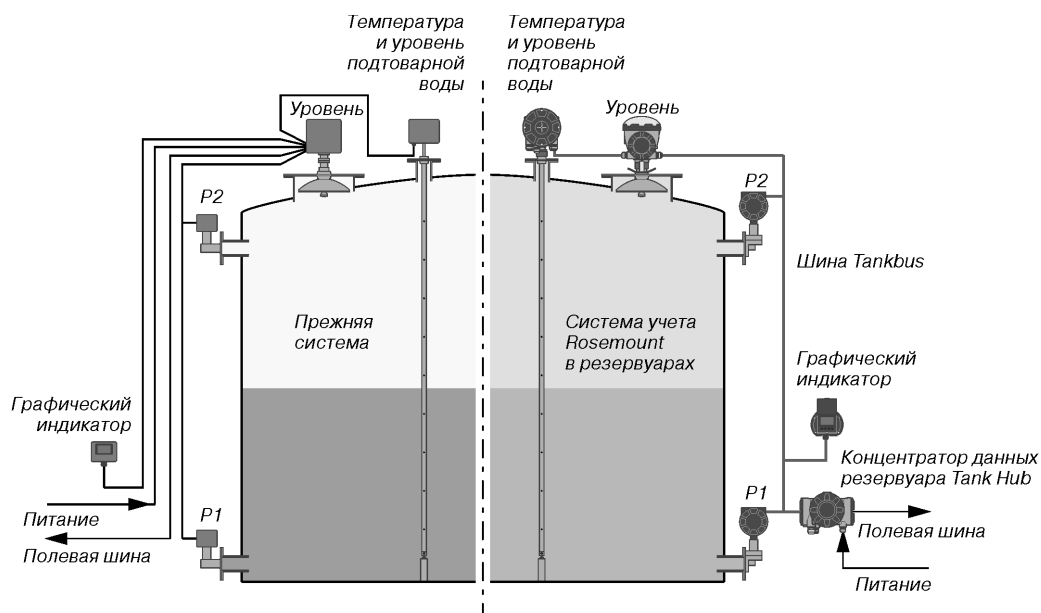 Температура
и уровень
подтоварной
воды
Температура
и уровень
подтоварной
воды
Уровень
Уровень
P2
P2
Шина Tankbus
Прежняя
система
Система учета
Rosemount
в резервуарах
Графический
индикатор
Графический
индикатор
Концентратор данных
резервуара Tank Hub
P1
P1
Питание
Полевая шина
Полевая шина
Питание